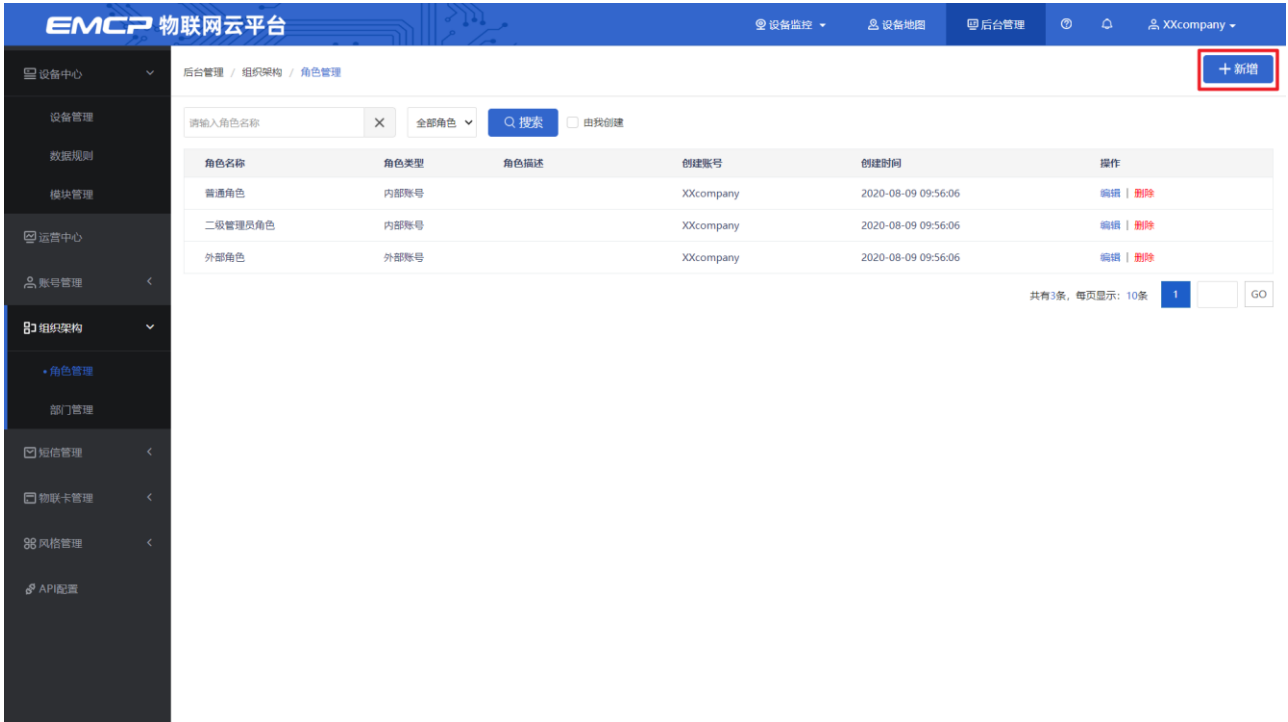 EMCP 物联网云平台 设备监控 设备地图 后台管理 XXcompany
设备中心
设备管理
数据规则
模块管理
运营中心
账号管理
组织架构
角色管理
部门管理
短信管理
物联卡管理
风格管理
API配置
后台管理 / 组织架构 / 角色管理 新增
请输入角色名称 全部角色 搜索 由我创建
角色名称 角色类型 角色描述 创建账号 创建时间 操作
普通角色 内部账号 XXcompany 2020-08-09 09:56:06 编辑 | 删除
二级管理员角色 内部账号 XXcompany 2020-08-09 09:56:06 编辑 | 删除
外部角色 外部账号 XXcompany 2020-08-09 09:56:06 编辑 | 删除
共有3条，每页显示：10条 1 GO